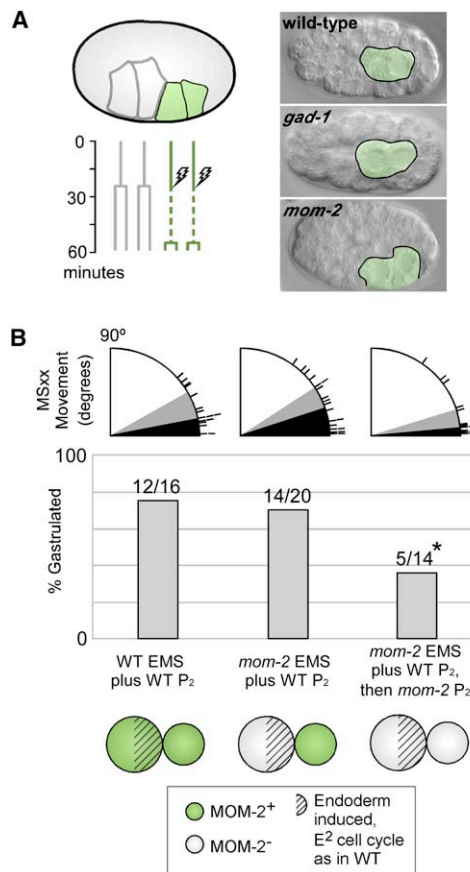 A
0
30
60
minutes
wild-type
gad-1
mom-2
B
90º
MSxx
Movement
(degrees)
100
% Gastrulated
0
12/16
14/20
5/14*
WT EMS
plus WT P₂
mom-2 EMS
plus WT P₂
mom-2 EMS
plus WT P₂,
then mom-2 P₂
MOM-2⁺
MOM-2⁻
Endoderm
induced,
E² cell cycle
as in WT